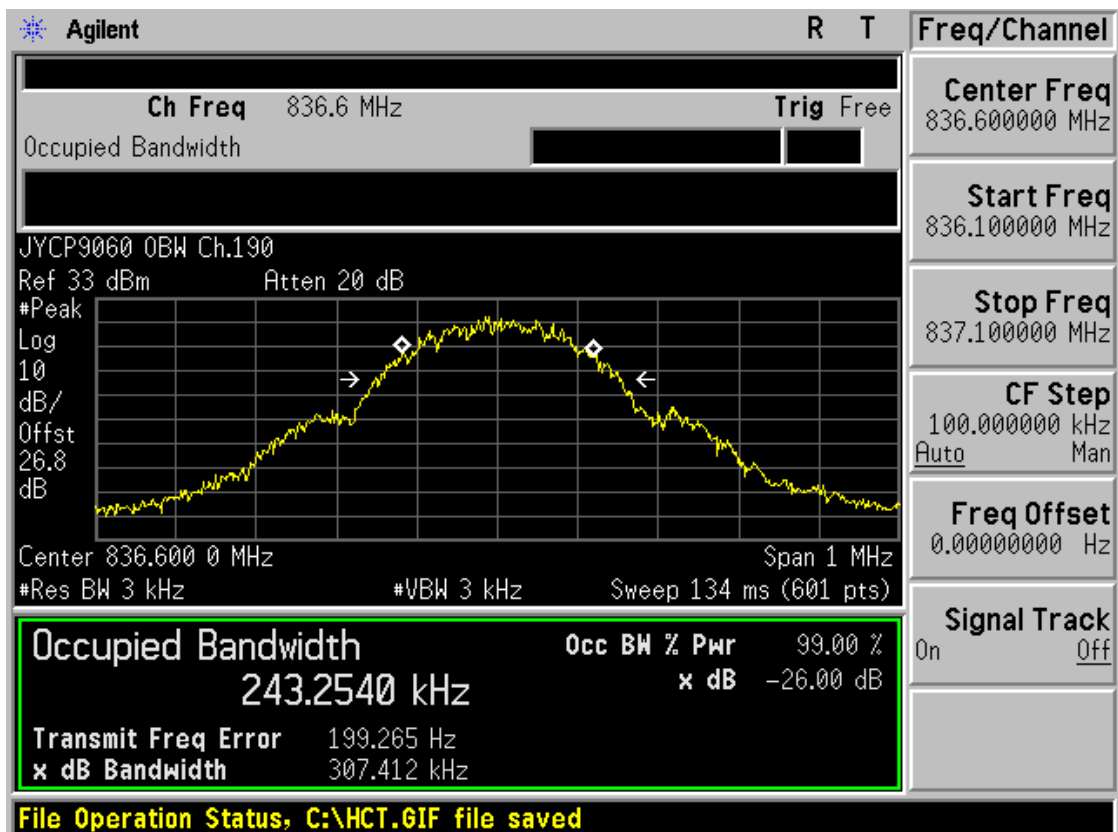 Agilent R T
Freq/Channel
Ch Freq 836.6 MHz Trig Free
Occupied Bandwidth
Center Freq
836.600000 MHz
Start Freq
836.100000 MHz
Stop Freq
837.100000 MHz
CF Step
100.000000 kHz
Auto Man
Freq Offset
0.00000000 Hz
Signal Track
On Off
JYCP9060 OBW Ch.190
Ref 33 dBm Atten 20 dB
#Peak
Log
10
dB/
Offst
26.8
dB
Center 836.600 0 MHz Span 1 MHz
#Res BW 3 kHz #VBW 3 kHz Sweep 134 ms (601 pts)
Occupied Bandwidth
243.2540 kHz
Occ BW % Pwr 99.00 %
x dB -26.00 dB
Transmit Freq Error 199.265 Hz
x dB Bandwidth 307.412 kHz
File Operation Status, C:\HCT.GIF file saved